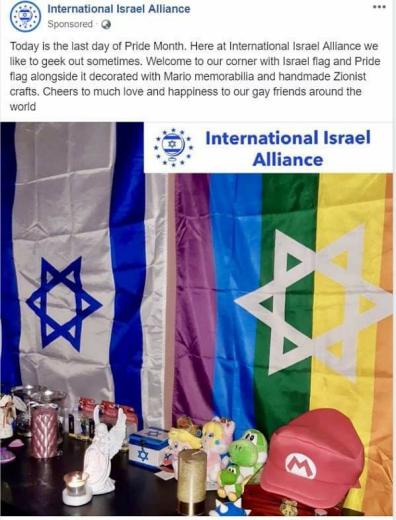 International Israel Alliance
Sponsored ·
Today is the last day of Pride Month. Here at International Israel Alliance we
like to geek out sometimes. Welcome to our corner with Israel flag and Pride
flag alongside it decorated with Mario memorabilia and handmade Zionist
crafts. Cheers to much love and happiness to our gay friends around the
world
International Israel
Alliance
M